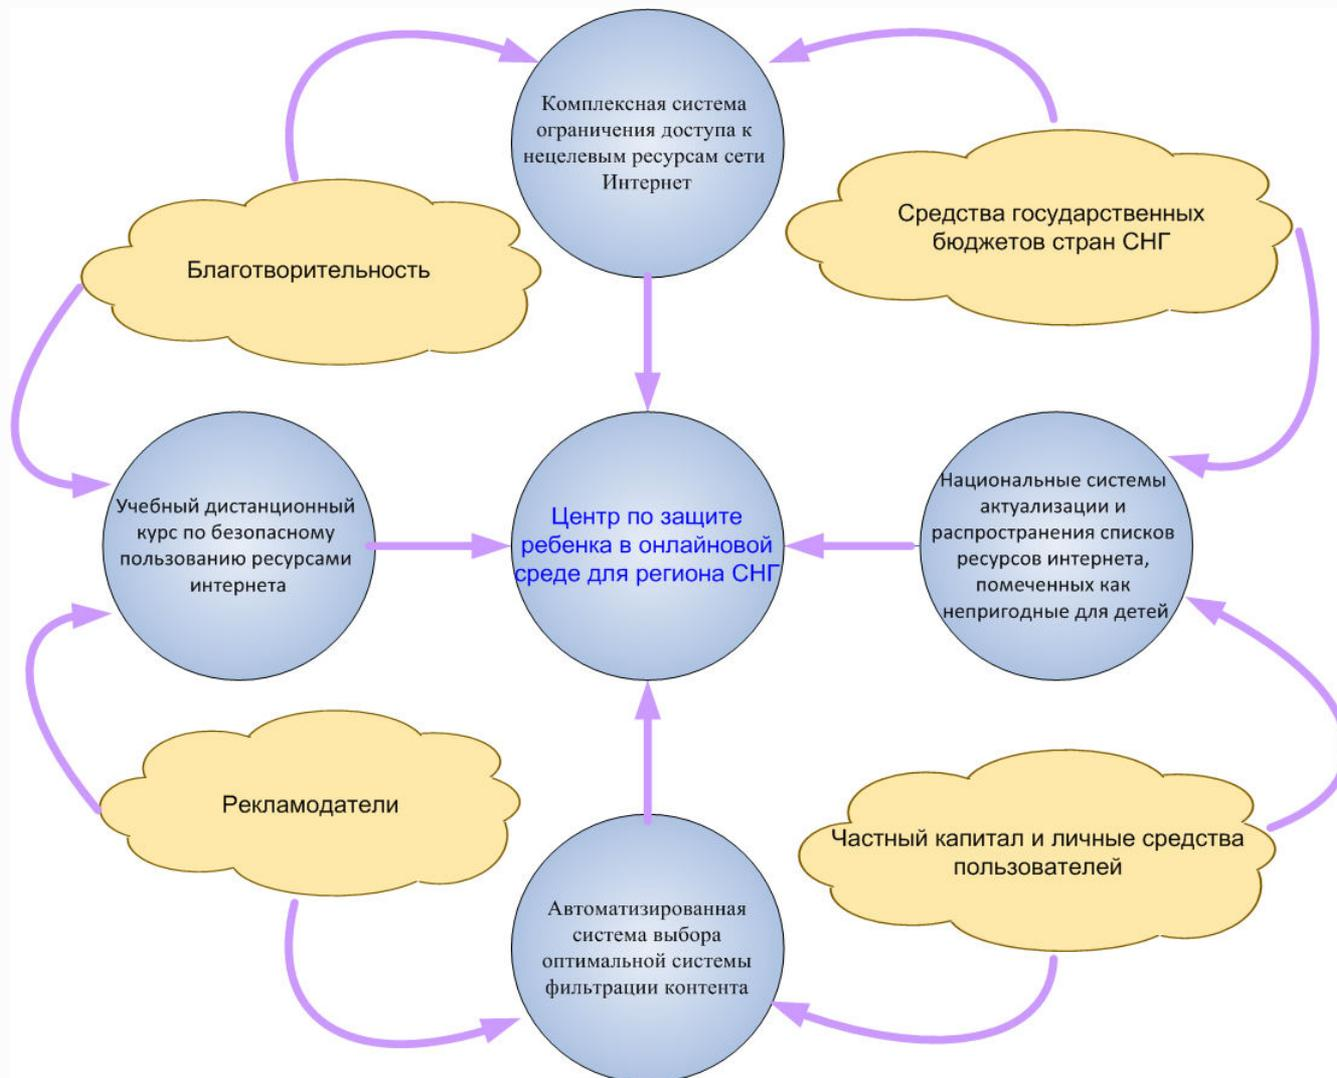 Комплексная система
ограничения доступа к
нецелевым ресурсам сети
Интернет
Средства государственных
бюджетов стран СНГ
Благотворительность
Учебный дистанционный
курс по безопасному
пользованию ресурсами
интернета
Центр по защите
ребенка в онлайновой
среде для региона СНГ
Национальные системы
актуализации и
распространения списков
ресурсов интернета,
помеченных как
непригодные для детей
Рекламодатели
Частный капитал и личные средства
пользователей
Автоматизированная
система выбора
оптимальной системы
фильтрации контента